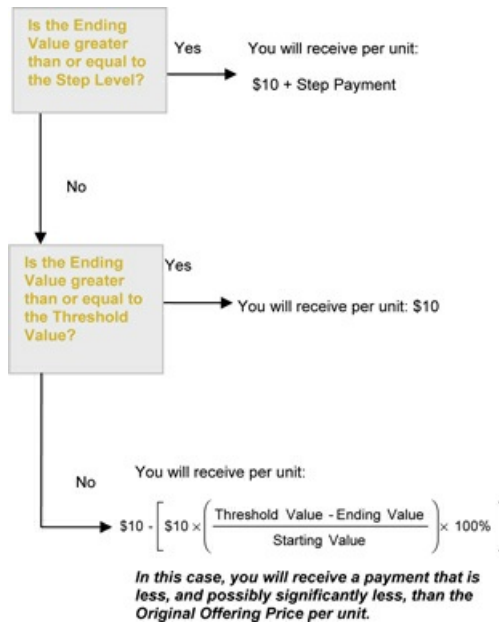 Is the Ending
Value greater
than or equal to
the Step Level?
Yes
You will receive per unit:
$10 + Step Payment
No
Is the Ending
Value greater
than or equal to
the Threshold
Value?
Yes
You will receive per unit: $10
No
You will receive per unit:
$10 - [ $10 × ( Threshold Value - Ending Value / Starting Value ) × 100% ]
In this case, you will receive a payment that is
less, and possibly significantly less, than the
Original Offering Price per unit.